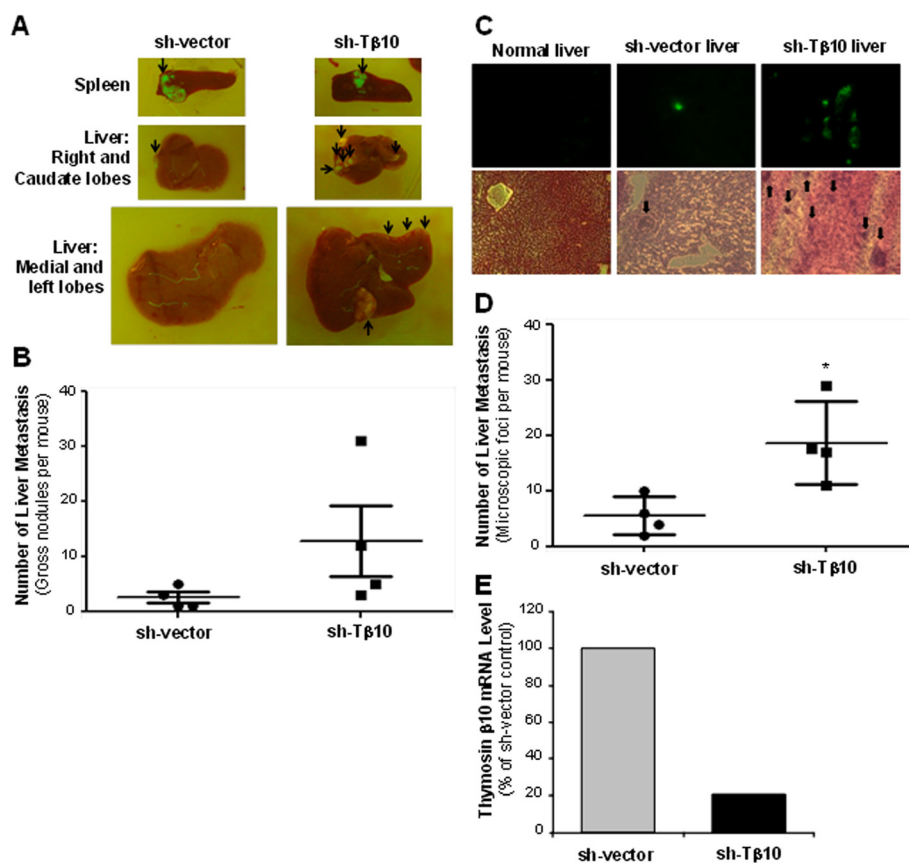 A
sh-vector
sh-Tβ10
Spleen
Liver:
Right and
Caudate lobes
Liver:
Medial and
left lobes
B
Number of Liver Metastasis
(Gross nodules per mouse)
40
30
20
10
0
sh-vector
sh-Tβ10
C
Normal liver
sh-vector liver
sh-Tβ10 liver
D
Number of Liver Metastasis
(Microscopic foci per mouse)
40
30
20
10
0
*
sh-vector
sh-Tβ10
E
Thymosin β10 mRNA Level
(% of sh-vector control)
120
100
80
60
40
20
0
sh-vector
sh-Tβ10